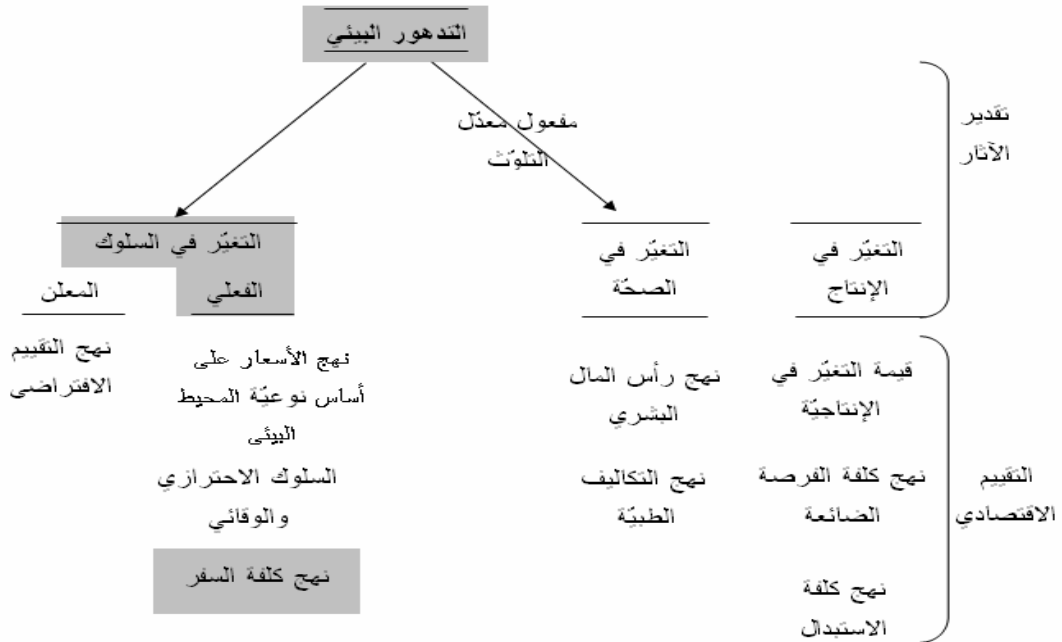 التدهور البيئي
مفعول معدّل
التلوّث
تقدير
الآثار
التغيّر في
الإنتاج
التغيّر في
الصحّة
التغيّر في السلوك
الفعلي
المعلن
قيمة التغيّر في
الإنتاجيّة
نهج كلفة الفرصة
الضائعة
نهج كلفة
الاستبدال
نهج رأس المال
البشري
نهج التكاليف
الطبيّة
نهج الأسعار على
أساس نوعيّة المحيط
البيئي
السلوك الاحترازي
والوقائي
نهج كلفة السفر
نهج التقييم
الافتراضي
التقييم
الاقتصادي